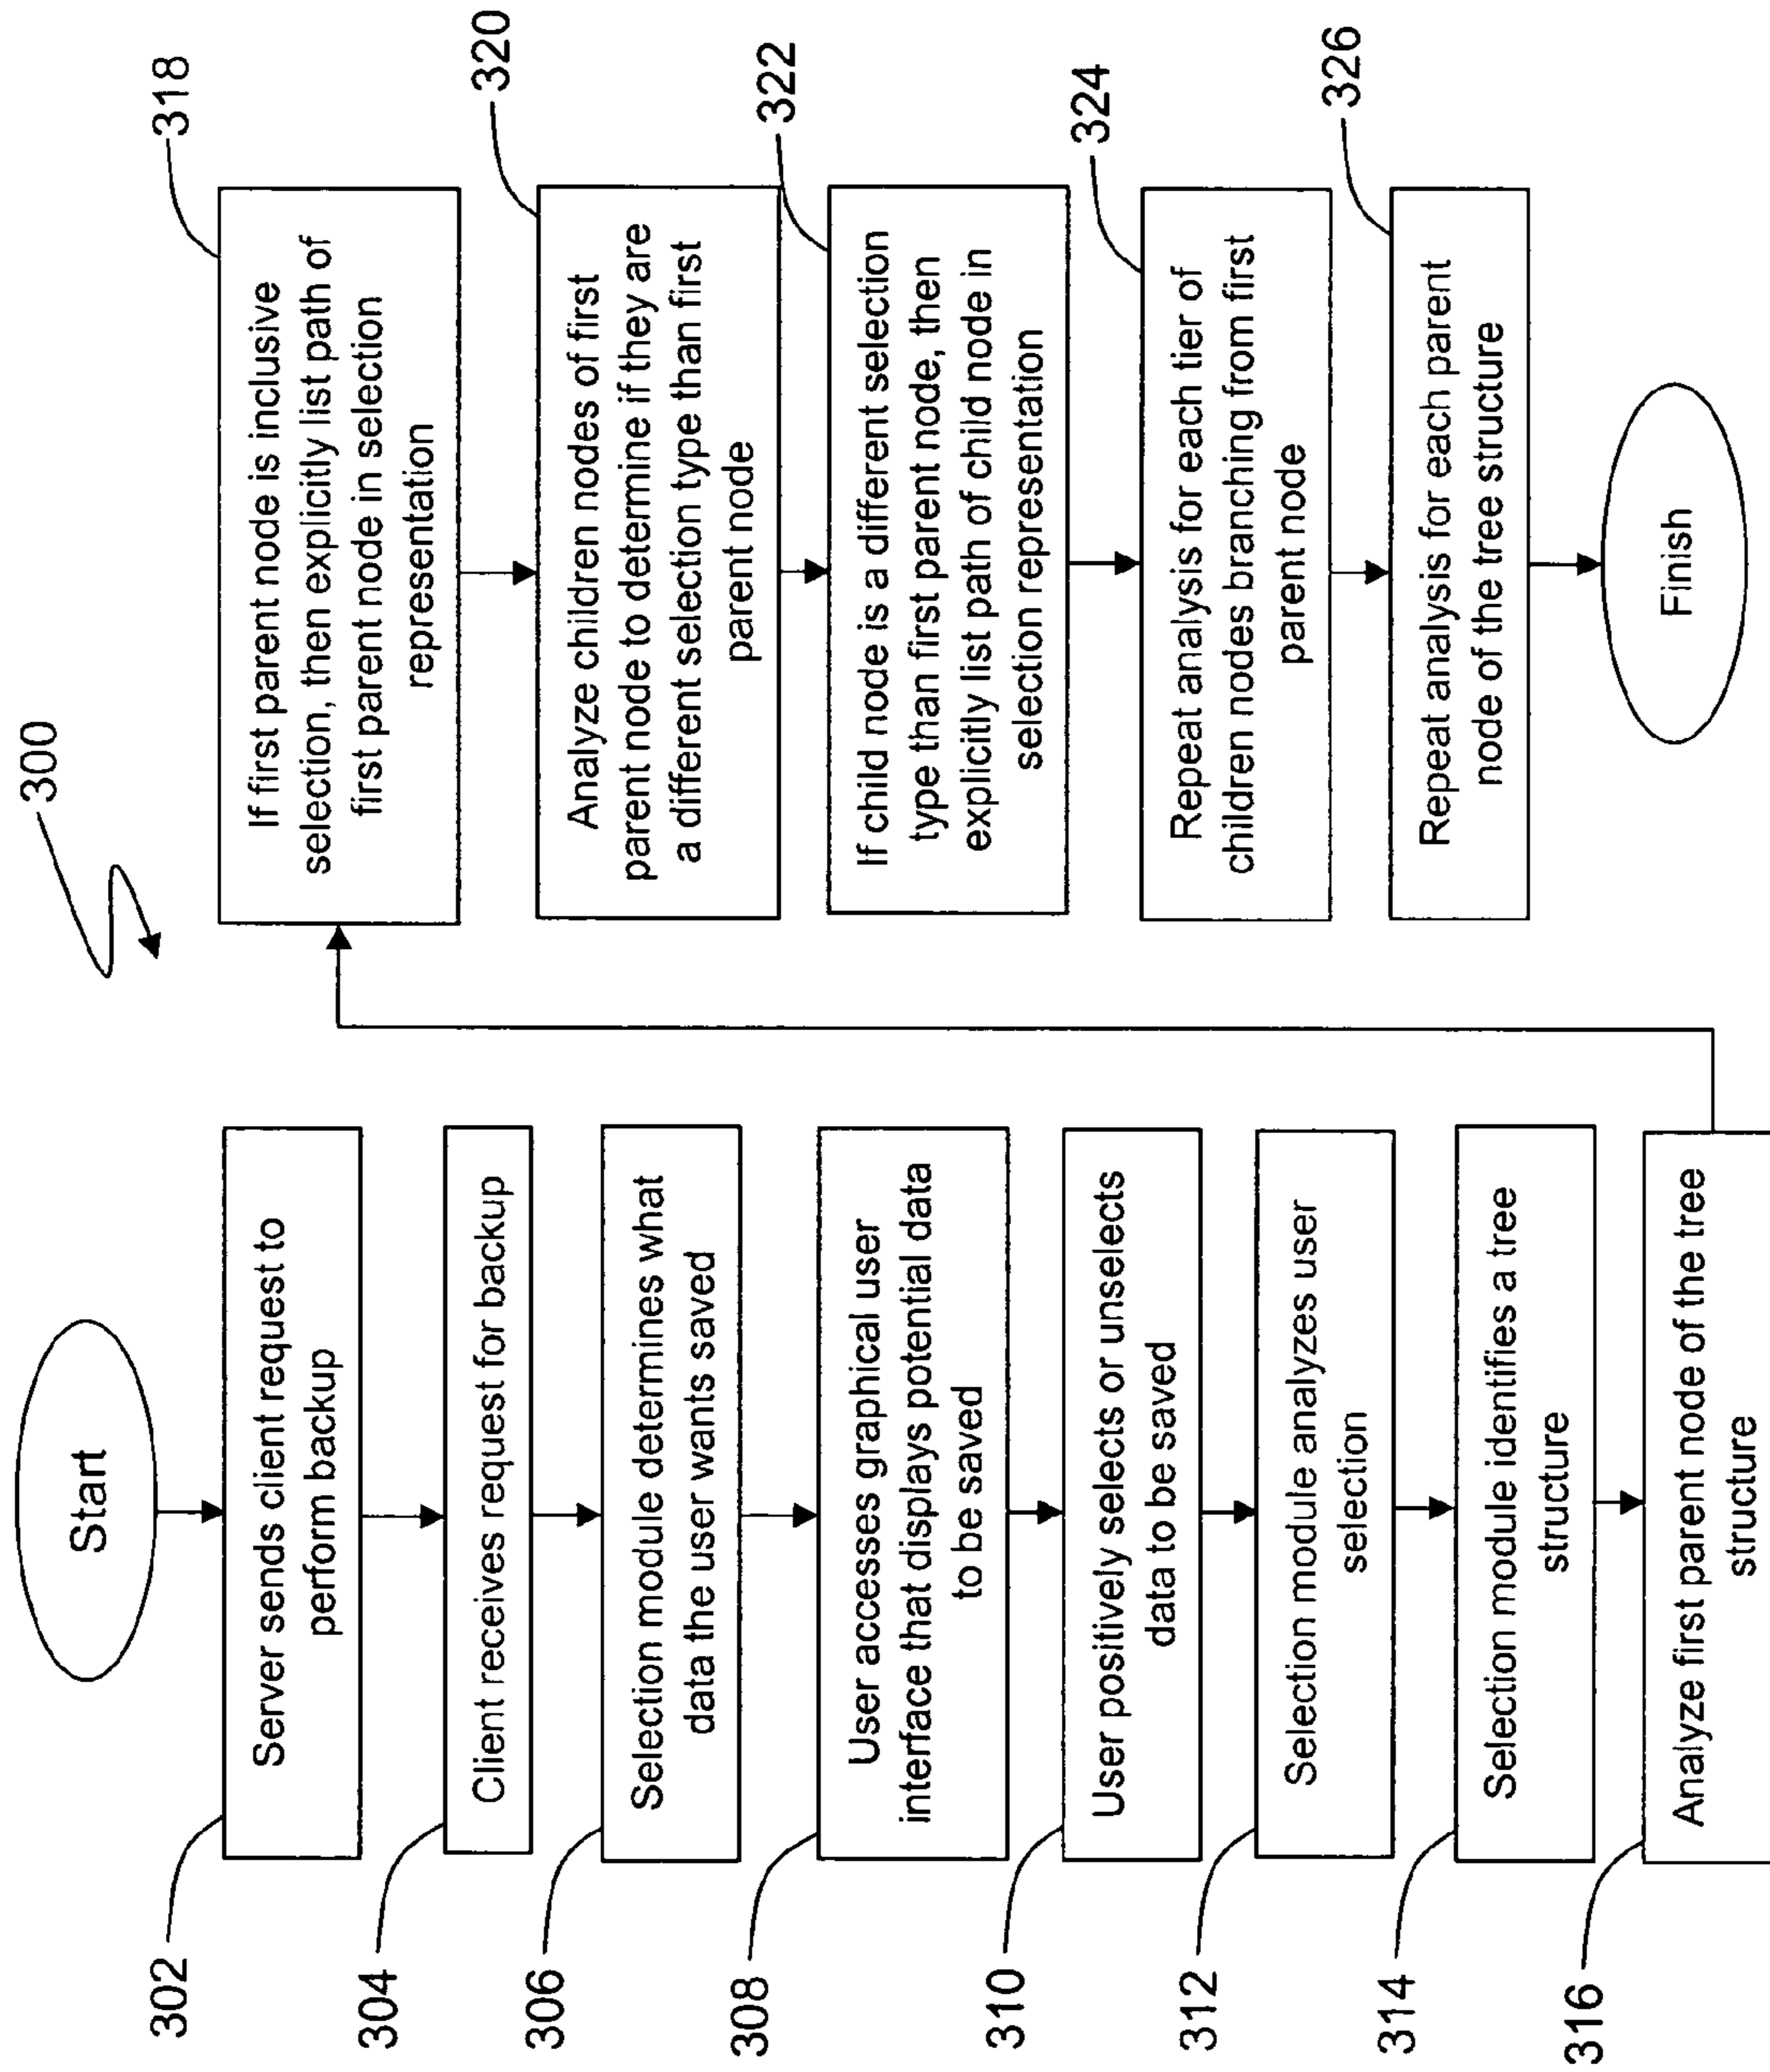 300
Start
302
Server sends client request to
perform backup
304
Client receives request for backup
306
Selection module determines what
data the user wants saved
308
User accesses graphical user
interface that displays potential data
to be saved
310
User positively selects or unselects
data to be saved
312
Selection module analyzes user
selection
314
Selection module identifies a tree
structure
316
Analyze first parent node of the tree
structure
318
If first parent node is inclusive
selection, then explicitly list path of
first parent node in selection
representation
320
Analyze children nodes of first
parent node to determine if they are
a different selection type than first
parent node
322
If child node is a different selection
type than first parent node, then
explicitly list path of child node in
selection representation
324
Repeat analysis for each tier of
children nodes branching from first
parent node
326
Repeat analysis for each parent
node of the tree structure
Finish